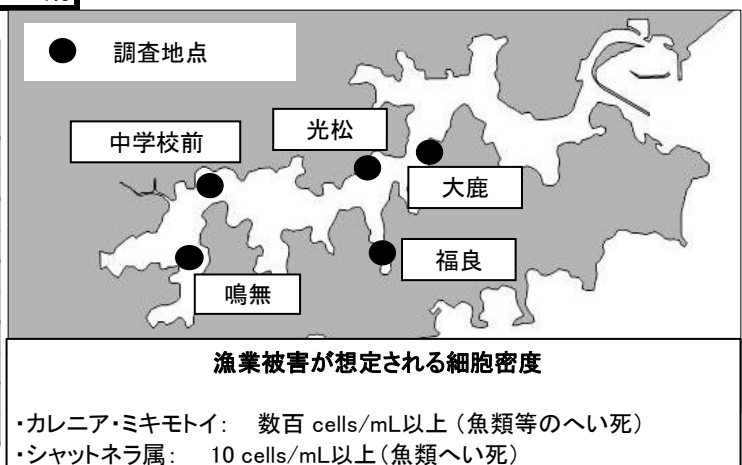 ● 調査地点
光松
中学校前
大鹿
福良
鳴無
漁業被害が想定される細胞密度
・カレニア・ミキモトイ: 数百 cells/mL以上 (魚類等のへい死)
・シャットネラ属: 10 cells/mL以上(魚類へい死)